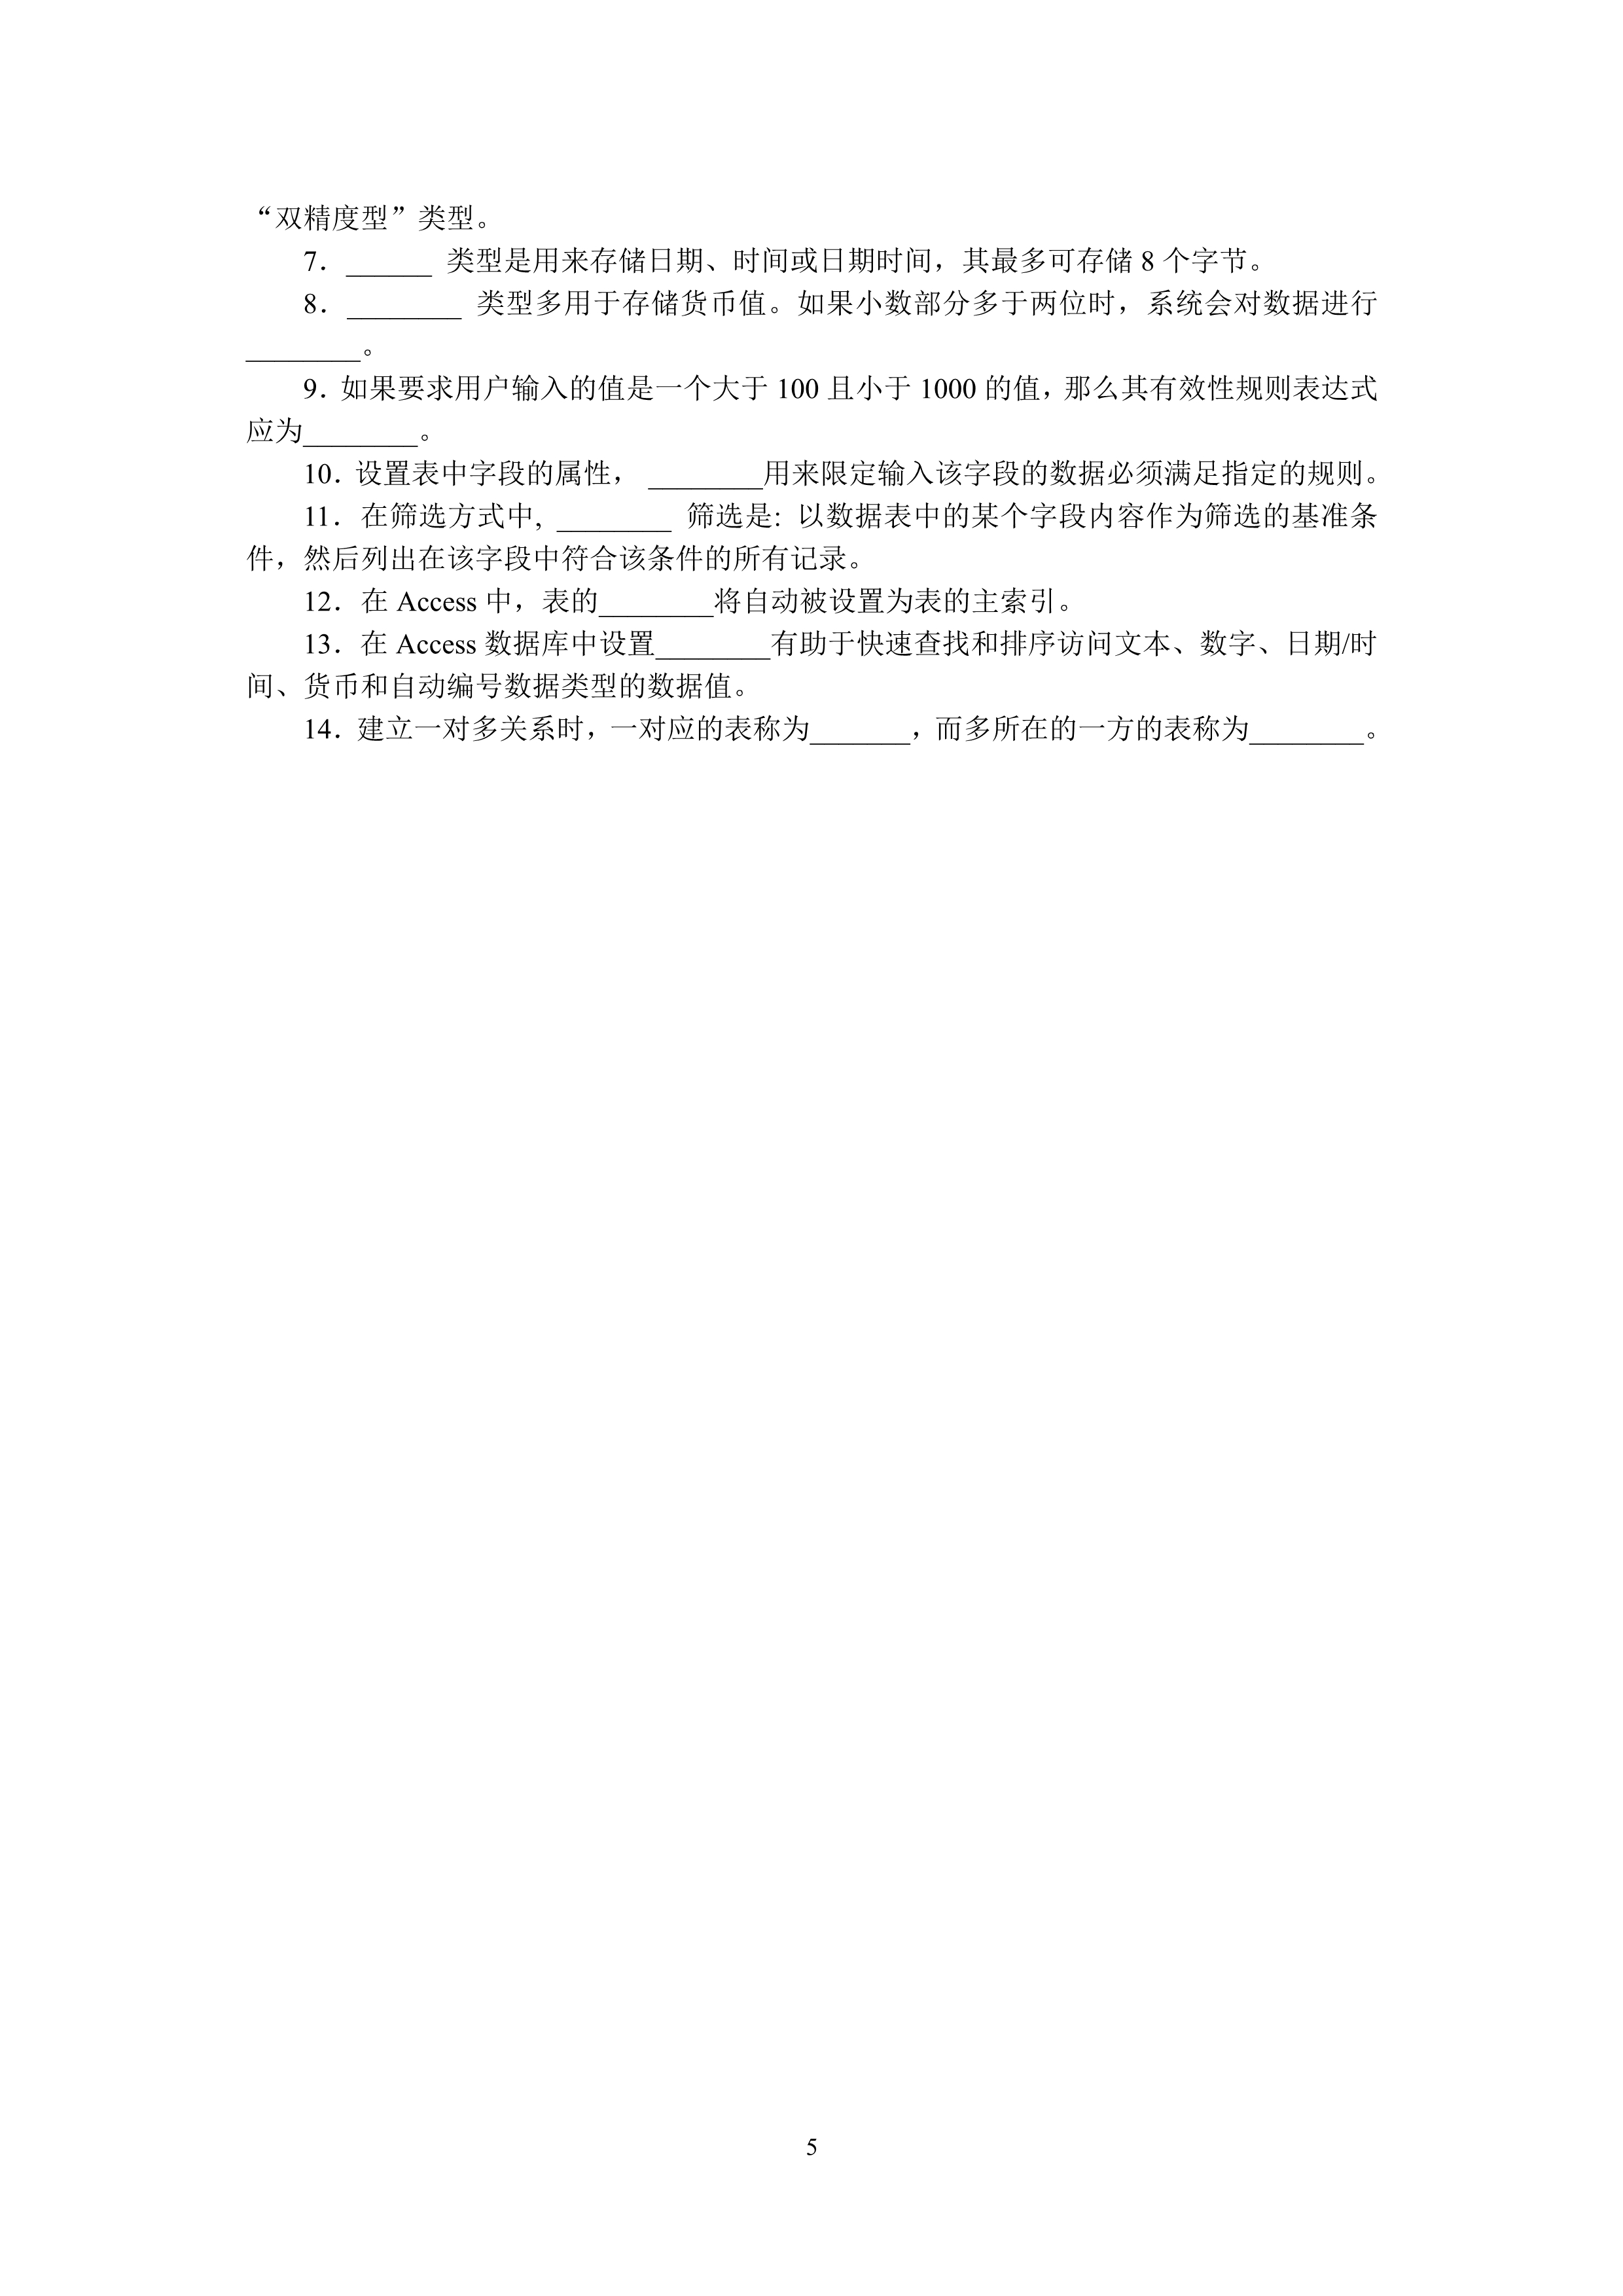 “双精度型”类型。
7．______ 类型是用来存储日期、时间或日期时间，其最多可存储 8 个字节。
8．________ 类型多用于存储货币值。如果小数部分多于两位时，系统会对数据进行
________。
9．如果要求用户输入的值是一个大于 100 且小于 1000 的值，那么其有效性规则表达式
应为________。
10．设置表中字段的属性， ________用来限定输入该字段的数据必须满足指定的规则。
11．在筛选方式中, ________ 筛选是: 以数据表中的某个字段内容作为筛选的基准条
件，然后列出在该字段中符合该条件的所有记录。
12．在 Access 中，表的________将自动被设置为表的主索引。
13．在 Access 数据库中设置________有助于快速查找和排序访问文本、数字、日期/时
间、货币和自动编号数据类型的数据值。
14．建立一对多关系时，一对应的表称为_______，而多所在的一方的表称为________。
5